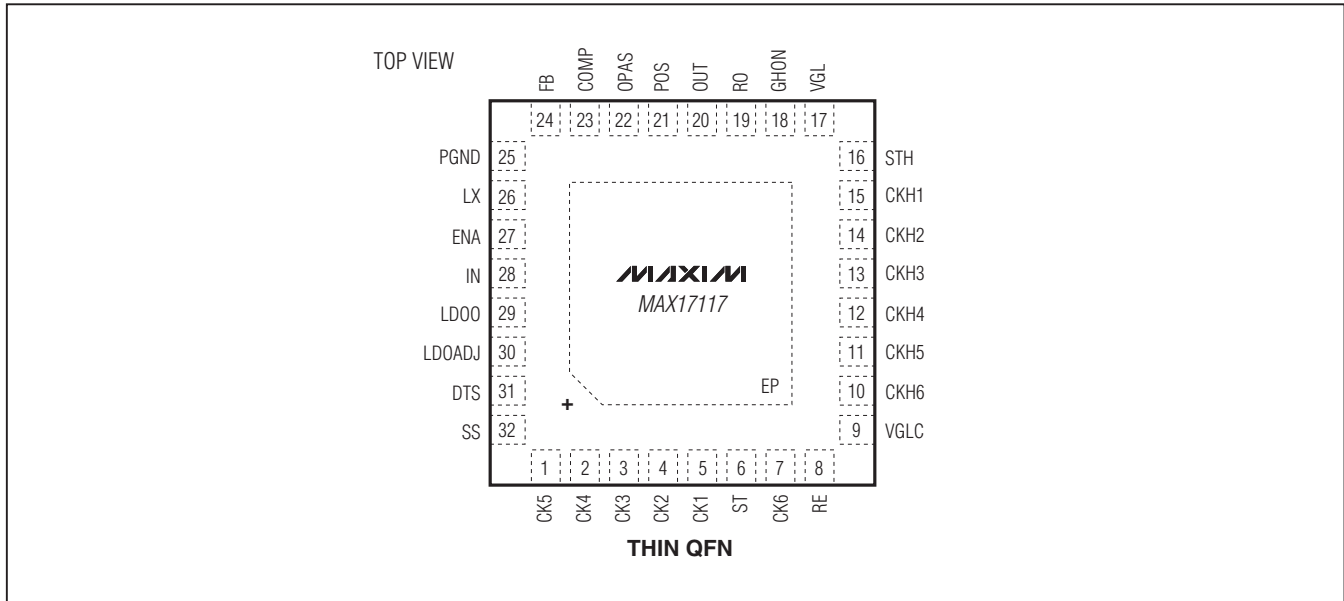 TOP VIEW
FB COMP OPAS POS OUT RO GHON VGL
24 23 22 21 20 19 18 17
PGND 25
LX 26
ENA 27
IN 28
LDOO 29
LDOADJ 30
DTS 31
SS 32
16 STH
15 CKH1
14 CKH2
13 CKH3
12 CKH4
11 CKH5
10 CKH6
9 VGLC
MAXIM
MAX17117
EP
+
1 2 3 4 5 6 7 8
CK5 CK4 CK3 CK2 CK1 ST CK6 RE
THIN QFN